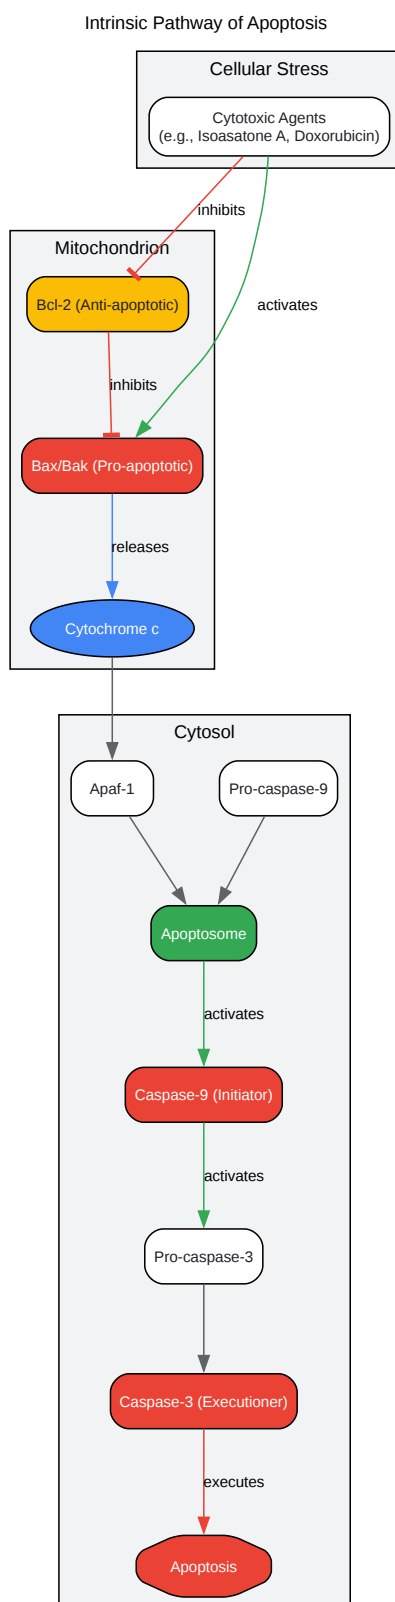 Intrinsic Pathway of Apoptosis
Cellular Stress
Cytotoxic Agents
(e.g., Isoasatone A, Doxorubicin)
inhibits
Mitochondrion
Bcl-2 (Anti-apoptotic)
activates
inhibits
Bax/Bak (Pro-apoptotic)
releases
Cytochrome c
Cytosol
Apaf-1
Pro-caspase-9
Apoptosome
activates
Caspase-9 (Initiator)
activates
Pro-caspase-3
Caspase-3 (Executioner)
executes
Apoptosis